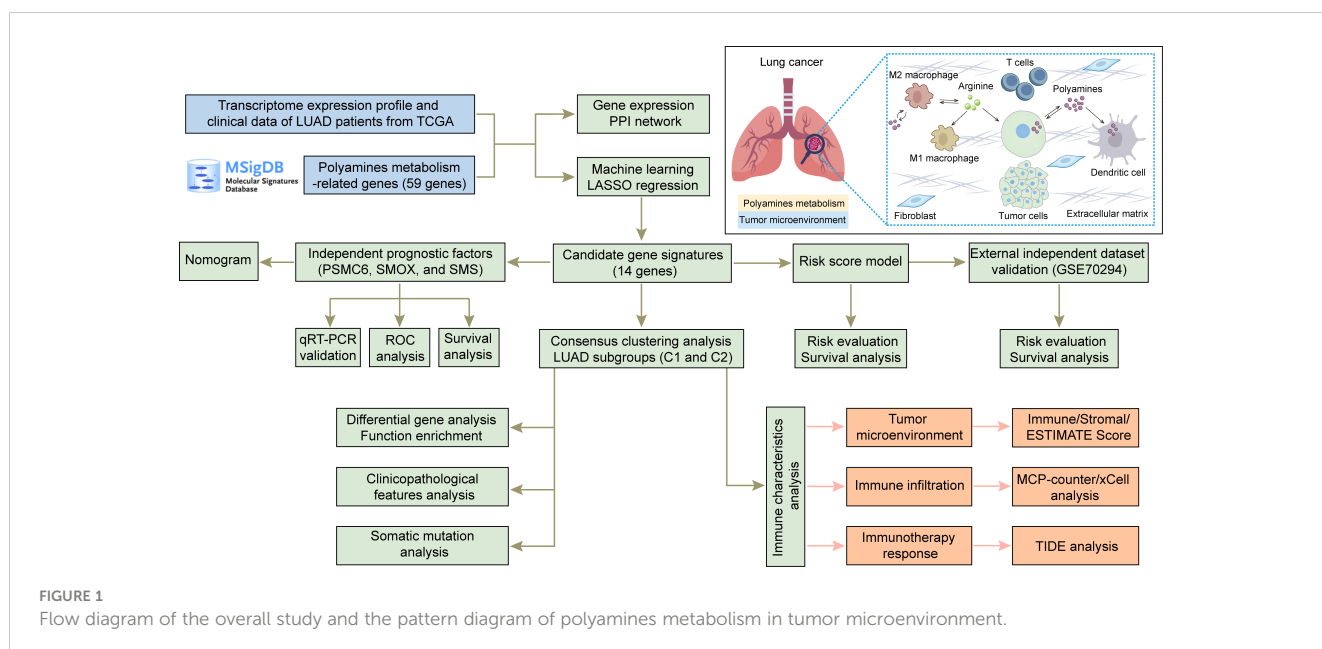 Transcriptome expression profile and
clinical data of LUAD patients from TCGA
MSigDB
Molecular Signatures
Database
Polyamines metabolism
-related genes (59 genes)
Gene expression
PPI network
Machine learning
LASSO regression
Lung cancer
Polyamines metabolism
Tumor microenvironment
M2 macrophage
Arginine
T cells
Polyamines
M1 macrophage
Dendritic cell
Fibroblast
Tumor cells
Extracellular matrix
Nomogram
Independent prognostic factors
(PSMC6, SMOX, and SMS)
Candidate gene signatures
(14 genes)
Risk score model
External independent dataset
validation (GSE70294)
qRT-PCR
validation
ROC
analysis
Survival
analysis
Consensus clustering analysis
LUAD subgroups (C1 and C2)
Risk evaluation
Survival analysis
Risk evaluation
Survival analysis
Differential gene analysis
Function enrichment
Clinicopathological
features analysis
Somatic mutation
analysis
Immune characteristics
analysis
Tumor
microenvironment
Immune/Stromal/
ESTIMATE Score
Immune infiltration
MCP-counter/xCell
analysis
Immunotherapy
response
TIDE analysis
FIGURE 1
Flow diagram of the overall study and the pattern diagram of polyamines metabolism in tumor microenvironment.